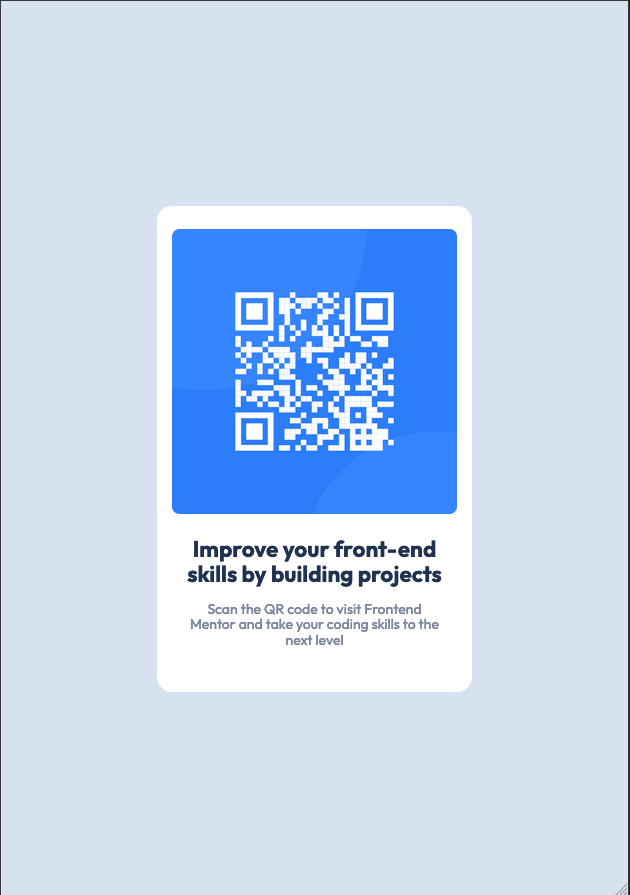 Improve your front-end
skills by building projects
Scan the QR code to visit Frontend
Mentor and take your coding skills to the
next level